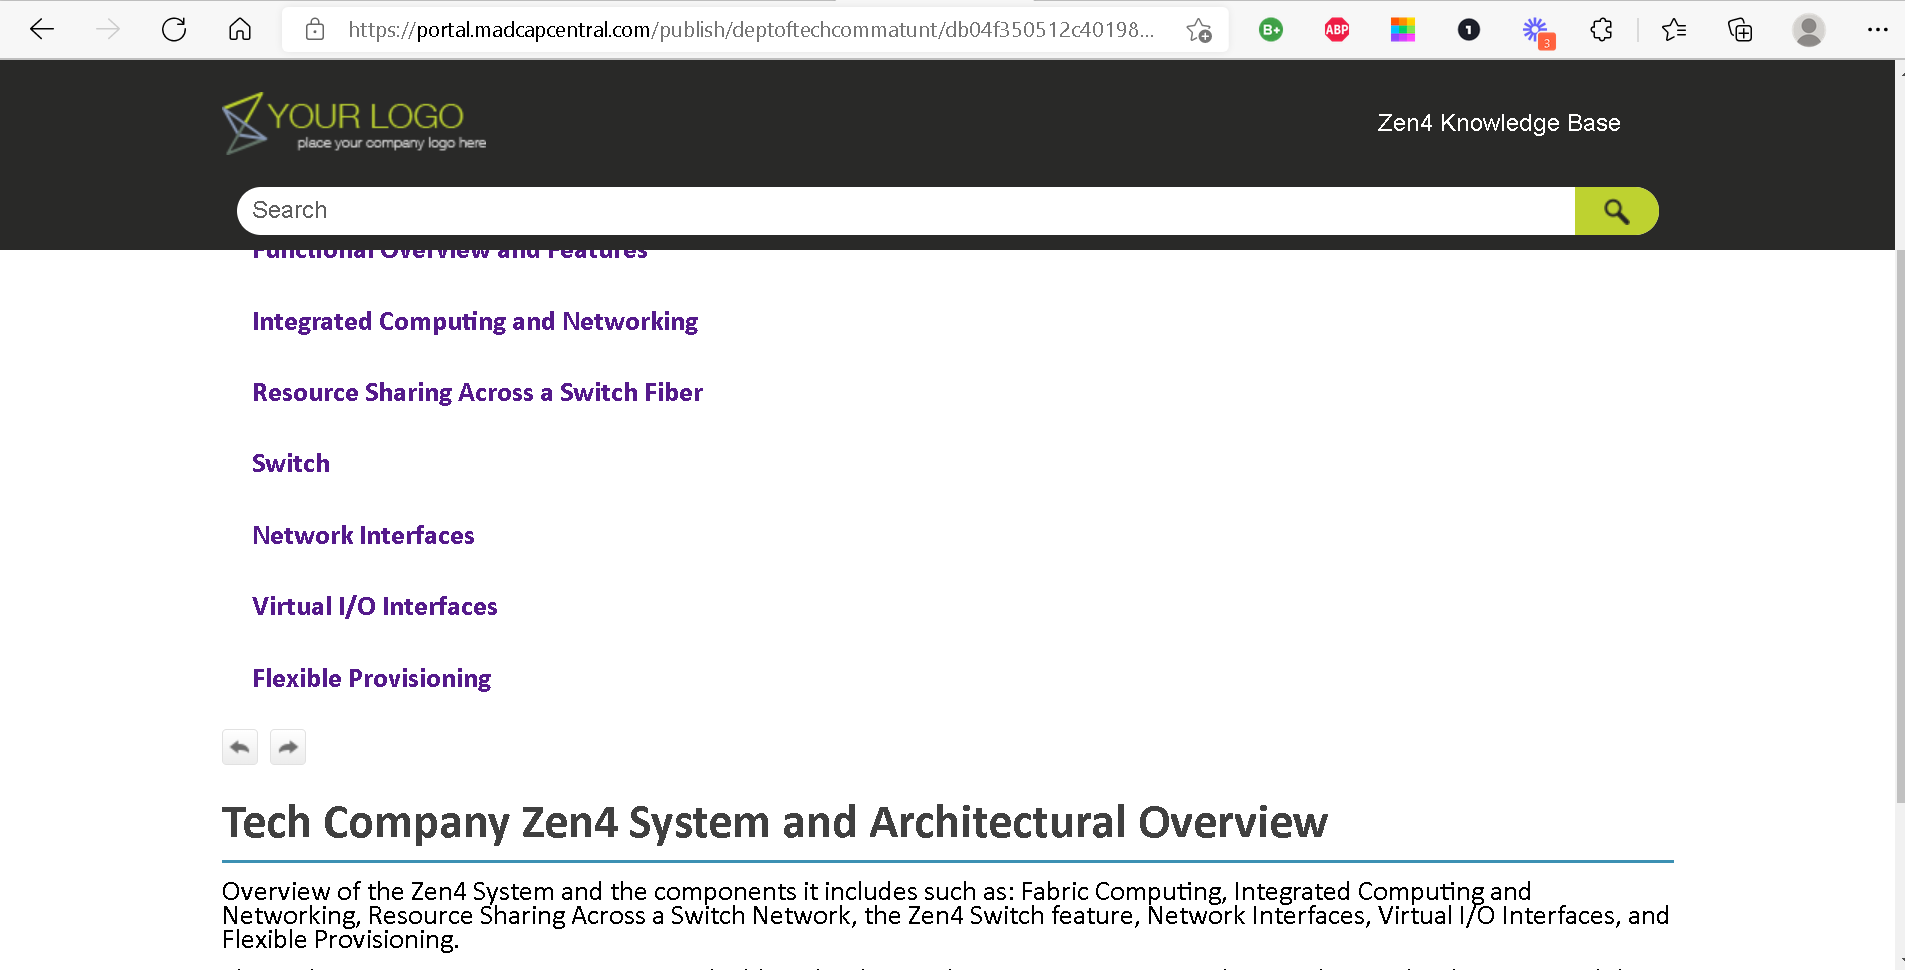 https://portal.madcapcentral.com/publish/deptoftechcommatunt/db04f350512c40198...
B+
ABP
1
3
YOUR LOGO
place your company logo here
Zen4 Knowledge Base
Search
Functional Overview and Features
Integrated Computing and Networking
Resource Sharing Across a Switch Fiber
Switch
Network Interfaces
Virtual I/O Interfaces
Flexible Provisioning
Tech Company Zen4 System and Architectural Overview
Overview of the Zen4 System and the components it includes such as: Fabric Computing, Integrated Computing and
Networking, Resource Sharing Across a Switch Network, the Zen4 Switch feature, Network Interfaces, Virtual I/O Interfaces, and
Flexible Provisioning.